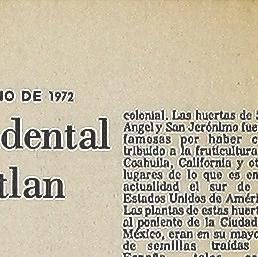 IO DE 1972
dental
tlan
colonial. Las huertas de S
Angel y San Jerónimo fue
famosas por haber c
tribuido a la fruticultura
Coahuila, California y ot
lugares de lo que es en
actualidad el sur de
Estados Unidos de Améri
Las plantas de estas huert
al poniente de la Ciudad
México, eran en su mayo
de semillas traídas